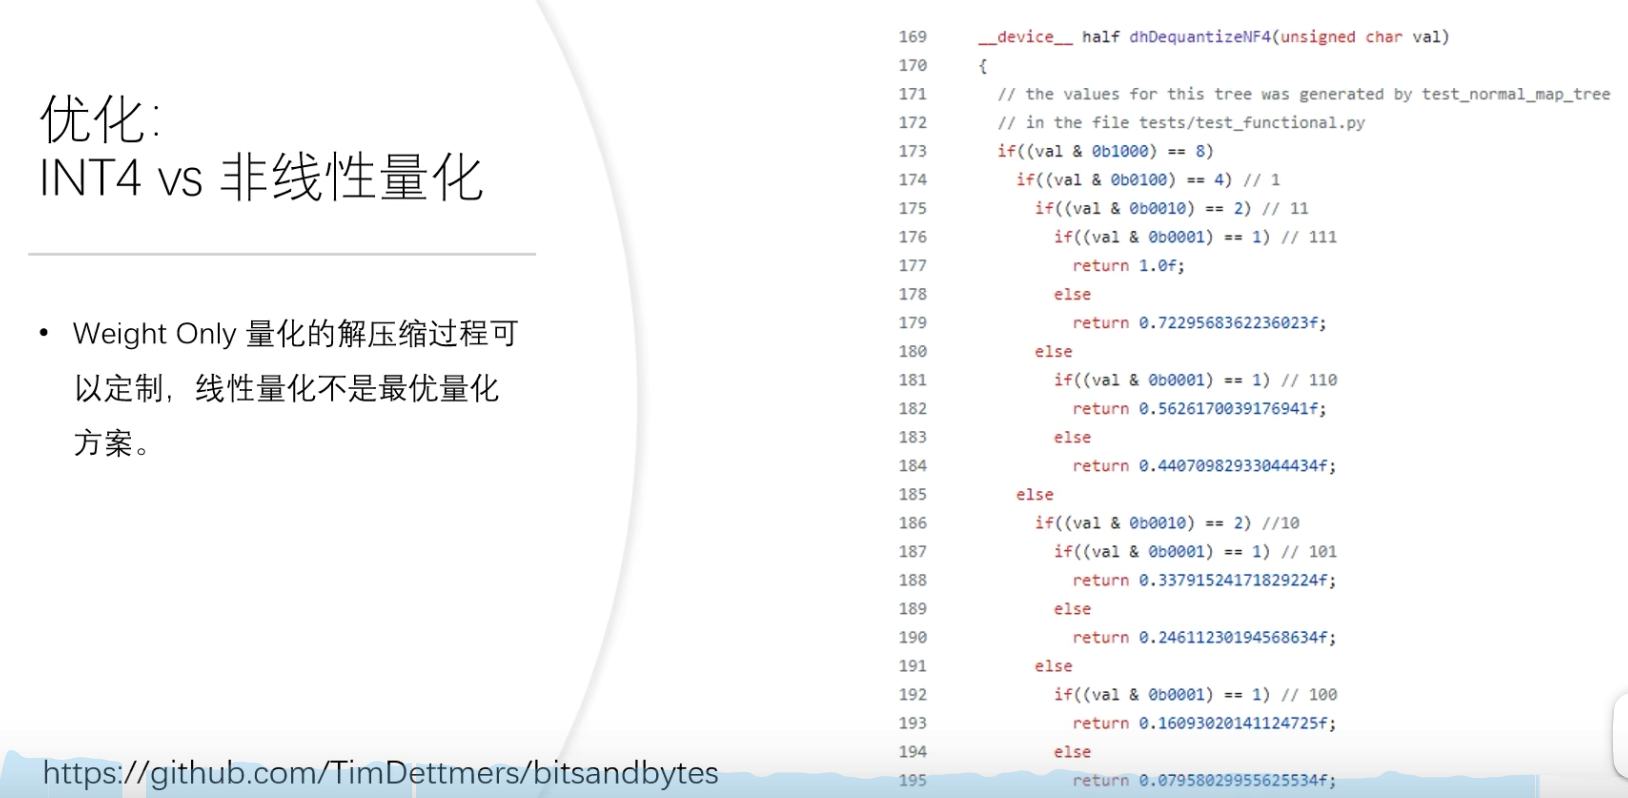 优化:
INT4 vs 非线性量化
• Weight Only 量化的解压缩过程可
以定制，线性量化不是最优量化
方案。
https://github.com/TimDettmers/bitsandbytes
169 __device__ half dhDequantizeNF4(unsigned char val)
170 {
171 // the values for this tree was generated by test_normal_map_tree
172 // in the file tests/test_functional.py
173 if((val & 0b1000) == 8)
174 if((val & 0b0100) == 4) // 1
175 if((val & 0b0010) == 2) // 11
176 if((val & 0b0001) == 1) // 111
177 return 1.0f;
178 else
179 return 0.7229568362236023f;
180 else
181 if((val & 0b0001) == 1) // 110
182 return 0.5626170039176941f;
183 else
184 return 0.44070982933044434f;
185 else
186 if((val & 0b0010) == 2) //10
187 if((val & 0b0001) == 1) // 101
188 return 0.33791524171829224f;
189 else
190 return 0.24611230194568634f;
191 else
192 if((val & 0b0001) == 1) // 100
193 return 0.16093020141124725f;
194 else
195 return 0.07958029955625534f;